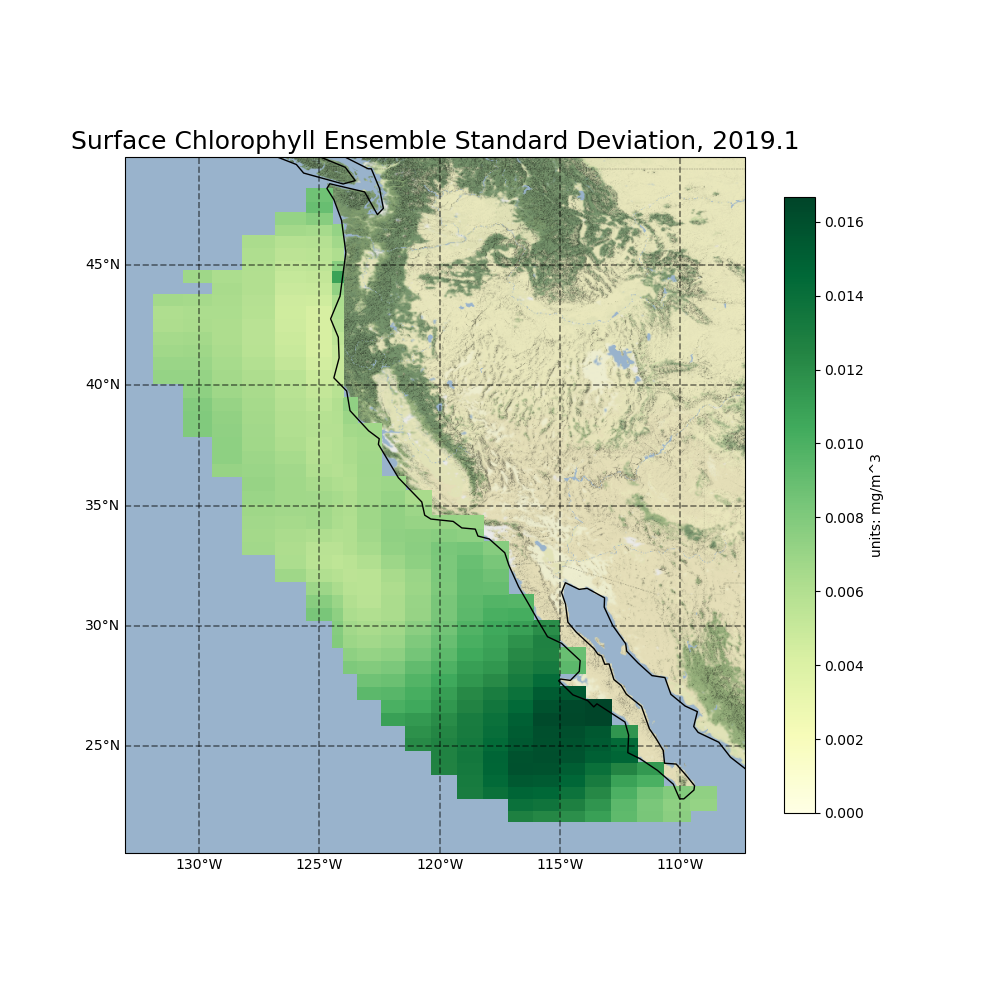 Surface Chlorophyll Ensemble Standard Deviation, 2019.1
45°N
40°N
35°N
30°N
25°N
130°W
125°W
120°W
115°W
110°W
0.016
0.014
0.012
0.010
0.008
0.006
0.004
0.002
0.000
units: mg/m^3